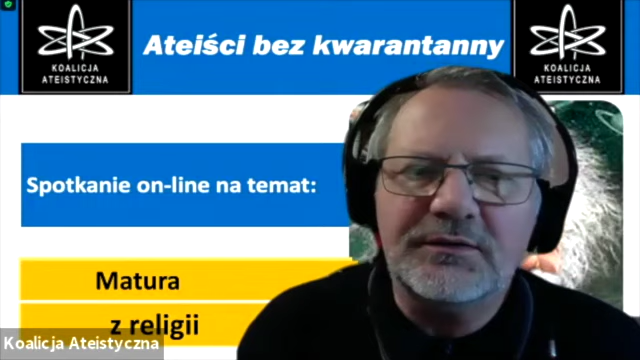 Ateiści bez kwarantanny
KOALICJA
ATEISTYCZNA
KOALICJA
ATEISTYCZNA
Spotkanie on-line na temat:
Matura
z religii
Koalicja Ateistyczna